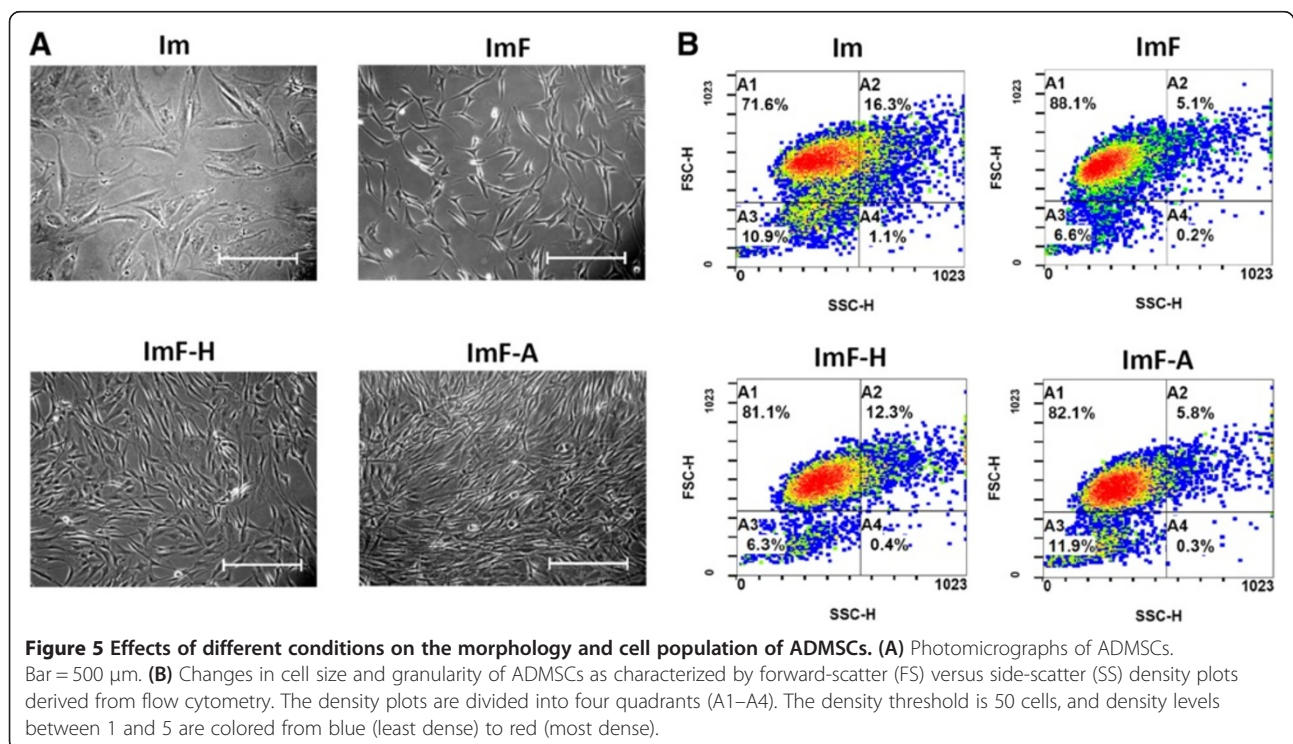 A
Im
ImF
ImF-H
ImF-A
B
Im
A1
71.6%
A2
16.3%
A3
10.9%
A4
1.1%
1023
FSC-H
0
0
1023
SSC-H
ImF
A1
88.1%
A2
5.1%
A3
6.6%
A4
0.2%
1023
FSC-H
0
0
1023
SSC-H
ImF-H
A1
81.1%
A2
12.3%
A3
6.3%
A4
0.4%
1023
FSC-H
0
0
1023
SSC-H
ImF-A
A1
82.1%
A2
5.8%
A3
11.9%
A4
0.3%
1023
FSC-H
0
0
1023
SSC-H
Figure 5 Effects of different conditions on the morphology and cell population of ADMSCs. (A) Photomicrographs of ADMSCs.
Bar = 500 μm. (B) Changes in cell size and granularity of ADMSCs as characterized by forward-scatter (FS) versus side-scatter (SS) density plots
derived from flow cytometry. The density plots are divided into four quadrants (A1–A4). The density threshold is 50 cells, and density levels
between 1 and 5 are colored from blue (least dense) to red (most dense).